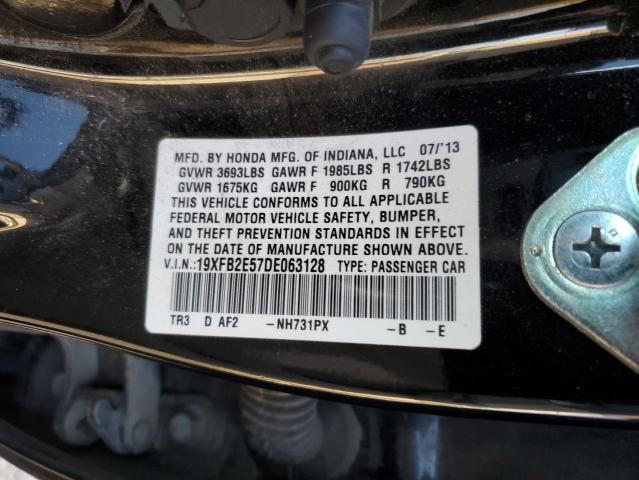 MFD. BY HONDA MFG. OF INDIANA, LLC 07/'13
GVWR 3693LBS GAWR F 1985LBS R 1742LBS
GVWR 1675KG GAWR F 900KG R 790KG
THIS VEHICLE CONFORMS TO ALL APPLICABLE
FEDERAL MOTOR VEHICLE SAFETY, BUMPER,
AND THEFT PREVENTION STANDARDS IN EFFECT
ON THE DATE OF MANUFACTURE SHOWN ABOVE.
V.I.N.:19XFB2E57DE063128 TYPE: PASSENGER CAR
TR3 D AF2 -NH731PX -B -E